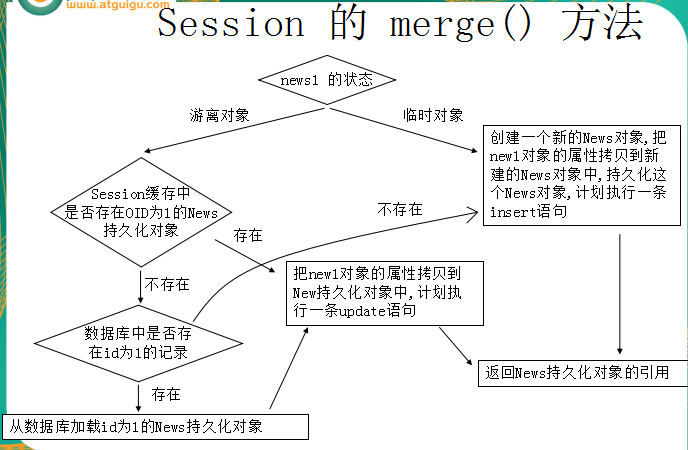 www.atguigu.com
Session 的 merge() 方法
news1 的状态
游离对象
临时对象
创建一个新的News对象,把
new1对象的属性拷贝到新
建的News对象中,持久化这
个News对象,计划执行一条
insert语句
Session缓存中
是否存在OID为1的News
持久化对象
不存在
存在
把new1对象的属性拷贝到
New持久化对象中,计划执
行一条update语句
不存在
数据库中是否存
在id为1的记录
返回News持久化对象的引用
存在
从数据库加载id为1的News持久化对象